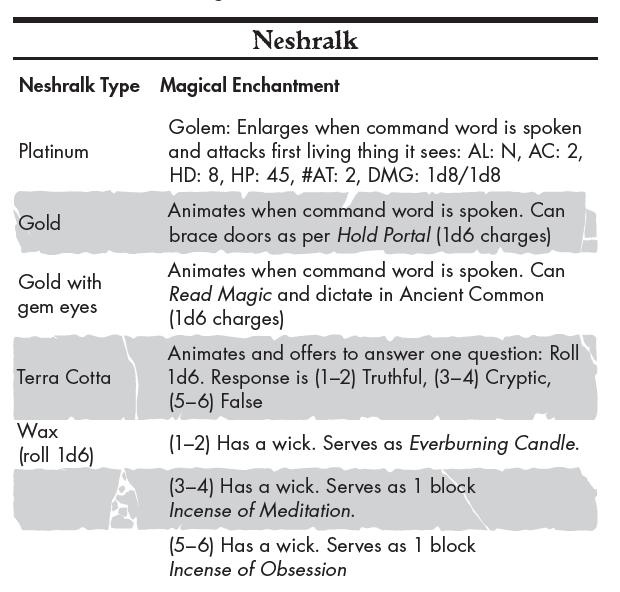 Neshralk
Neshralk Type Magical Enchantment
Platinum
Golem: Enlarges when command word is spoken
and attacks first living thing it sees: AL: N, AC: 2,
HD: 8, HP: 45, #AT: 2, DMG: 1d8/1d8
Gold
Animates when command word is spoken. Can
brace doors as per Hold Portal (1d6 charges)
Gold with
gem eyes
Animates when command word is spoken. Can
Read Magic and dictate in Ancient Common
(1d6 charges)
Terra Cotta
Animates and offers to answer one question: Roll
1d6. Response is (1–2) Truthful, (3–4) Cryptic,
(5–6) False
Wax
(roll 1d6)
(1–2) Has a wick. Serves as Everburning Candle.
(3–4) Has a wick. Serves as 1 block
Incense of Meditation.
(5–6) Has a wick. Serves as 1 block
Incense of Obsession